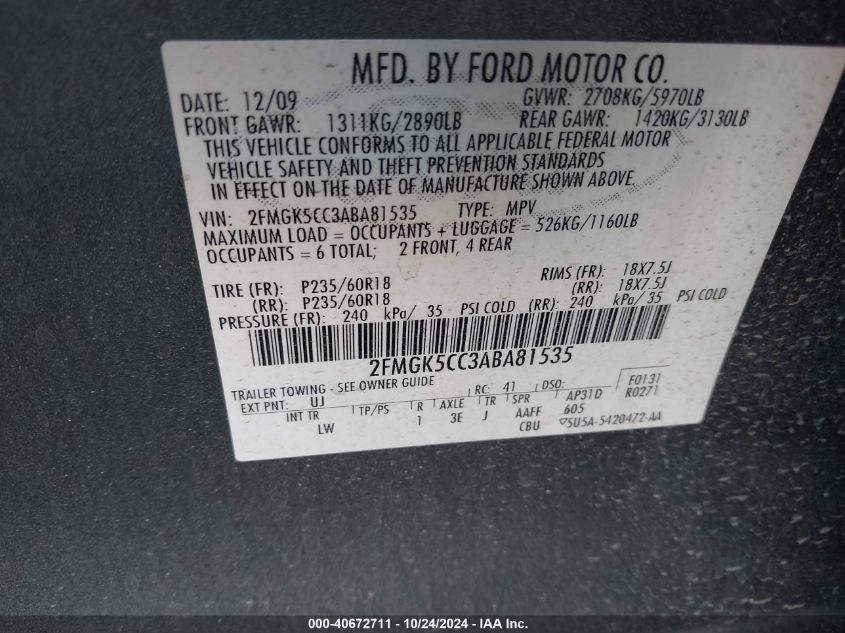 MFD. BY FORD MOTOR CO.
DATE: 12/09 GVWR: 2708KG/5970LB
FRONT GAWR: 1311KG/2890LB REAR GAWR: 1420KG/3130LB
THIS VEHICLE CONFORMS TO ALL APPLICABLE FEDERAL MOTOR
VEHICLE SAFETY AND THEFT PREVENTION STANDARDS
IN EFFECT ON THE DATE OF MANUFACTURE SHOWN ABOVE.
VIN: 2FMGK5CC3ABA81535 TYPE: MPV
MAXIMUM LOAD = OCCUPANTS + LUGGAGE = 526KG/1160LB
OCCUPANTS = 6 TOTAL; 2 FRONT, 4 REAR
TIRE (FR): P235/60R18 RIMS (FR): 18X7.5J
(RR): P235/60R18 (RR): 18X7.5J
PRESSURE (FR): 240 kPa/ 35 PSI COLD (RR): 240 kPa/ 35 PSI COLD
2FMGK5CC3ABA81535
TRAILER TOWING - SEE OWNER GUIDE
EXT PNT: UJ RC: 41 DSO: F0131
INT TR TP/PS R AXLE TR SPR AP31D R0271
LW 1 3E J AAFF 605
CBU ▽5U5A-5420472-AA
000-40672711 - 10/24/2024 - IAA Inc.